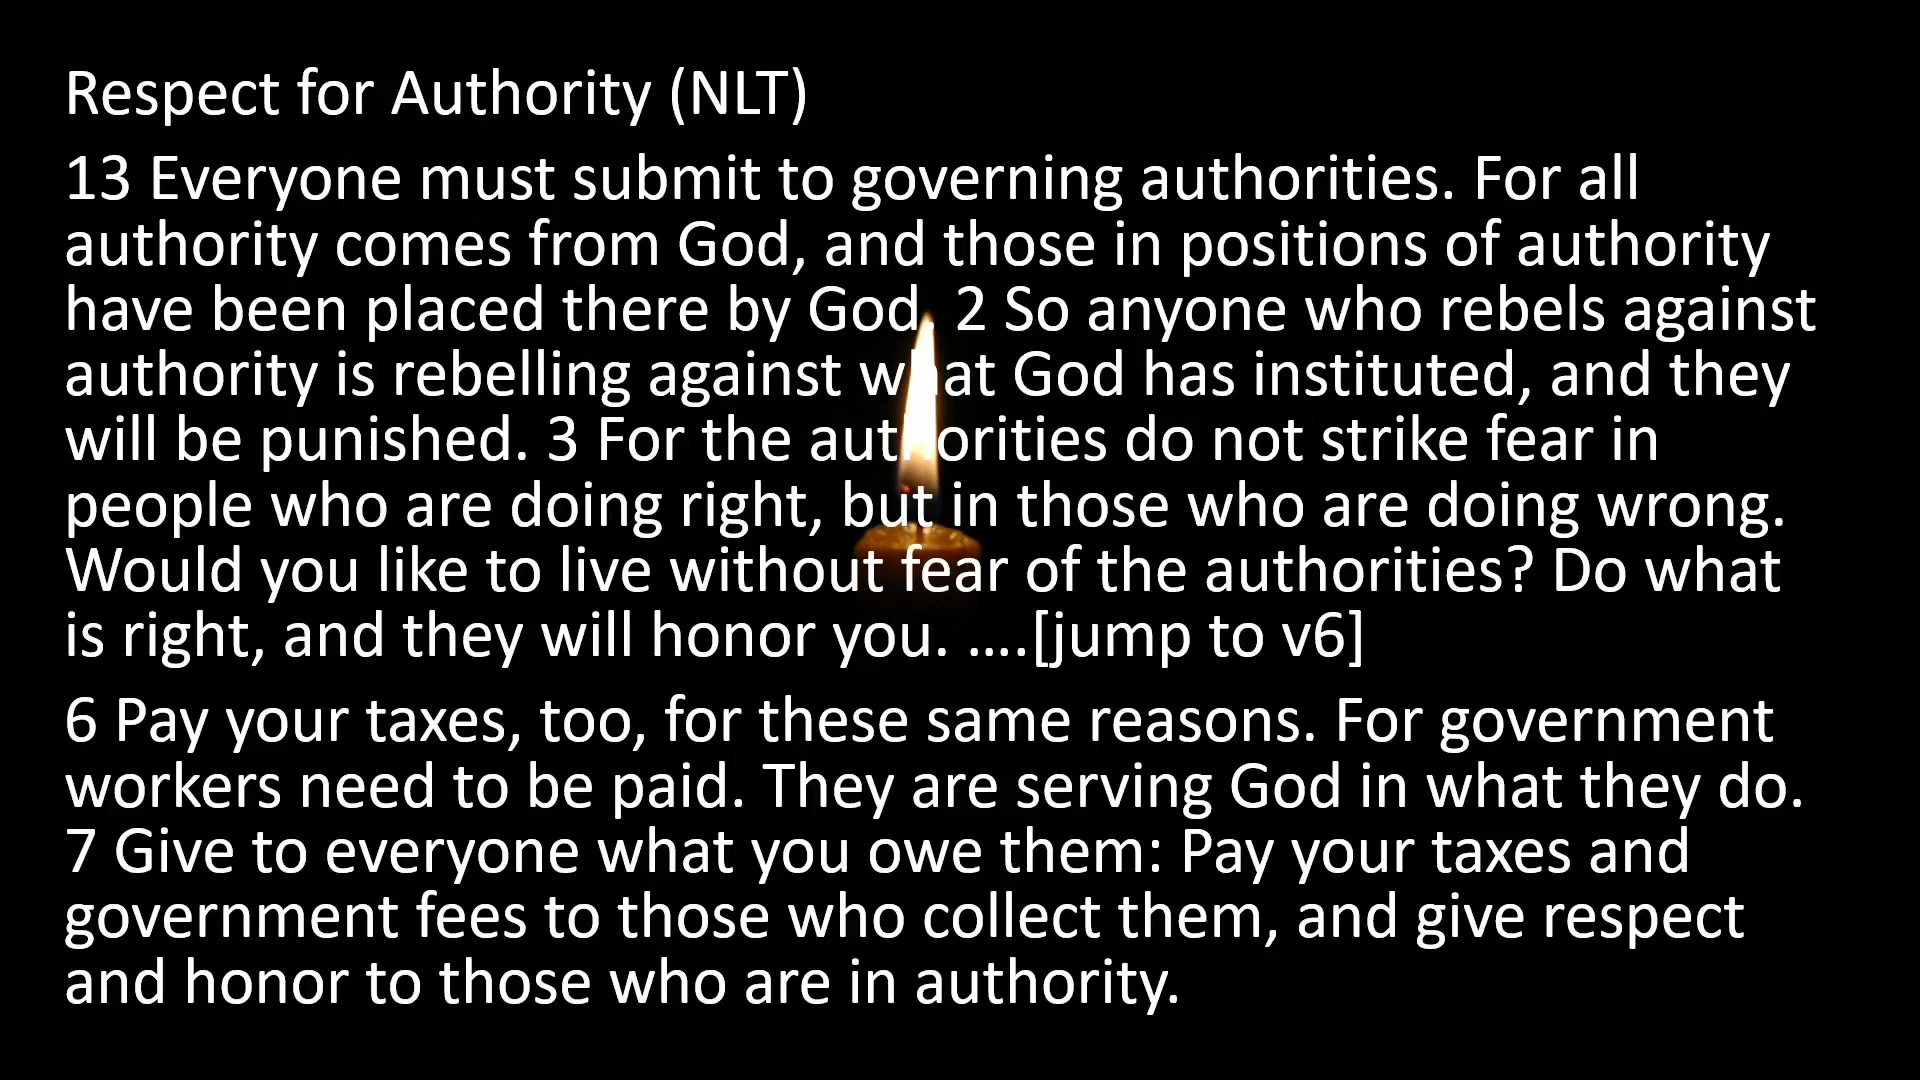 Respect for Authority (NLT)
13 Everyone must submit to governing authorities. For all
authority comes from God, and those in positions of authority
have been placed there by God. 2 So anyone who rebels against
authority is rebelling against what God has instituted, and they
will be punished. 3 For the authorities do not strike fear in
people who are doing right, but in those who are doing wrong.
Would you like to live without fear of the authorities? Do what
is right, and they will honor you. ….[jump to v6]
6 Pay your taxes, too, for these same reasons. For government
workers need to be paid. They are serving God in what they do.
7 Give to everyone what you owe them: Pay your taxes and
government fees to those who collect them, and give respect
and honor to those who are in authority.